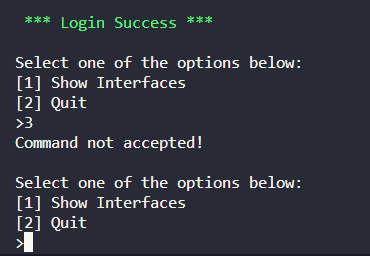 *** Login Success ***
Select one of the options below:
[1] Show Interfaces
[2] Quit
>3
Command not accepted!
Select one of the options below:
[1] Show Interfaces
[2] Quit
>